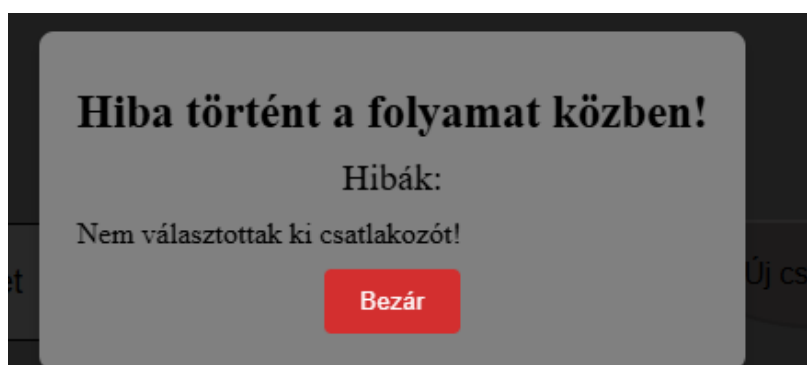 Hiba történt a folyamat közben!
Hibák:
Nem választottak ki csatlakozót!
Bezár